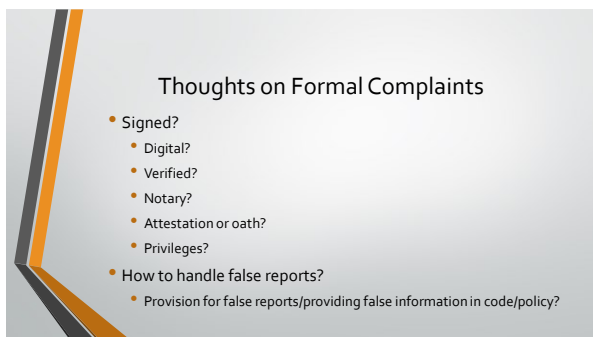 Thoughts on Formal Complaints
• Signed?
• Digital?
• Verified?
• Notary?
• Attestation or oath?
• Privileges?
• How to handle false reports?
• Provision for false reports/providing false information in code/policy?